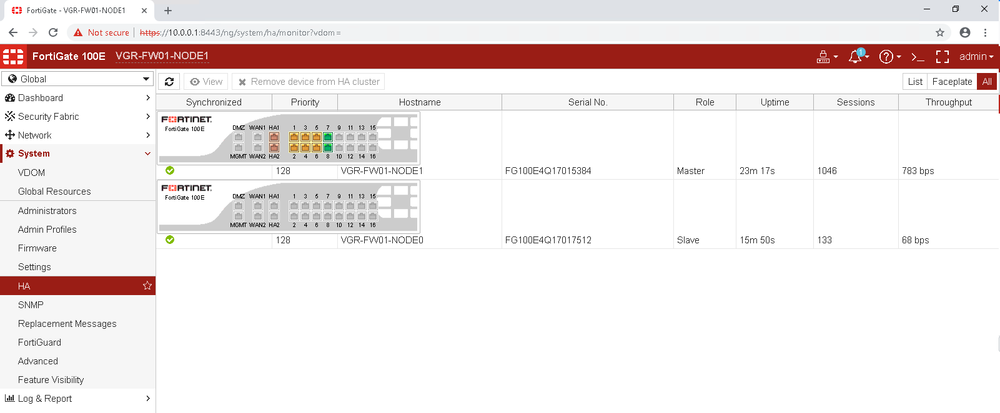 FortiGate - VGR-FW01-NODE1
Not secure https://10.0.0.1:8443/ng/system/ha/monitor?vdom=
FortiGate 100E VGR-FW01-NODE1 1 admin
Global
View Remove device from HA cluster List Faceplate All
Dashboard
Security Fabric
Network
System
VDOM
Global Resources
Administrators
Admin Profiles
Firmware
Settings
HA
SNMP
Replacement Messages
FortiGuard
Advanced
Feature Visibility
Log & Report
Synchronized Priority Hostname Serial No. Role Uptime Sessions Throughput
FORTINET
FortiGate 100E
DMZ WAN1 HA1 1 3 5 7 9 11 13 15
MGMT WAN2 HA2 2 4 6 8 10 12 14 16
128 VGR-FW01-NODE1 FG100E4Q17015384 Master 23m 17s 1046 783 bps
FORTINET
FortiGate 100E
DMZ WAN1 HA1 1 3 5 7 9 11 13 15
MGMT WAN2 HA2 2 4 6 8 10 12 14 16
128 VGR-FW01-NODE0 FG100E4Q17017512 Slave 15m 50s 133 68 bps